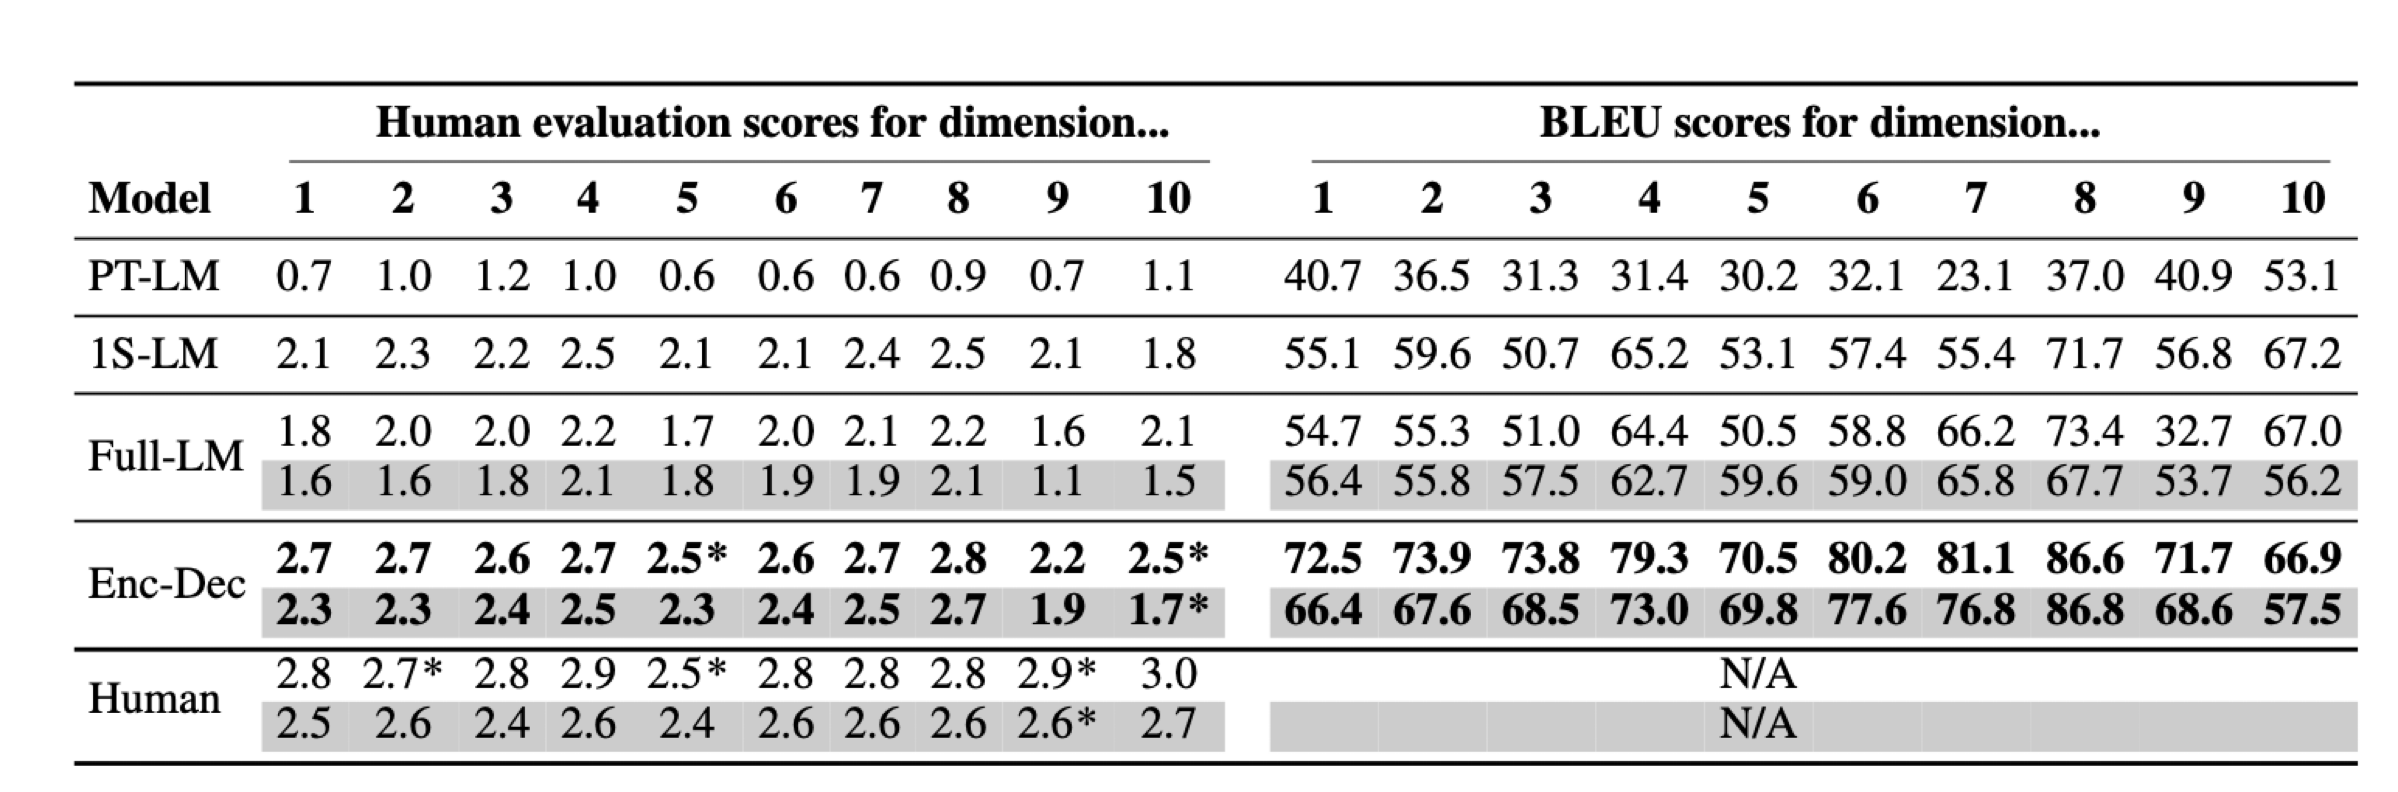 Human evaluation scores for dimension... BLEU scores for dimension...
Model 1 2 3 4 5 6 7 8 9 10 1 2 3 4 5 6 7 8 9 10
PT-LM 0.7 1.0 1.2 1.0 0.6 0.6 0.6 0.9 0.7 1.1 40.7 36.5 31.3 31.4 30.2 32.1 23.1 37.0 40.9 53.1
1S-LM 2.1 2.3 2.2 2.5 2.1 2.1 2.4 2.5 2.1 1.8 55.1 59.6 50.7 65.2 53.1 57.4 55.4 71.7 56.8 67.2
Full-LM 1.8 2.0 2.0 2.2 1.7 2.0 2.1 2.2 1.6 2.1 54.7 55.3 51.0 64.4 50.5 58.8 66.2 73.4 32.7 67.0
1.6 1.6 1.8 2.1 1.8 1.9 1.9 2.1 1.1 1.5 56.4 55.8 57.5 62.7 59.6 59.0 65.8 67.7 53.7 56.2
Enc-Dec 2.7 2.7 2.6 2.7 2.5* 2.6 2.7 2.8 2.2 2.5* 72.5 73.9 73.8 79.3 70.5 80.2 81.1 86.6 71.7 66.9
2.3 2.3 2.4 2.5 2.3 2.4 2.5 2.7 1.9 1.7* 66.4 67.6 68.5 73.0 69.8 77.6 76.8 86.8 68.6 57.5
Human 2.8 2.7* 2.8 2.9 2.5* 2.8 2.8 2.8 2.9* 3.0 N/A
2.5 2.6 2.4 2.6 2.4 2.6 2.6 2.6 2.6* 2.7 N/A